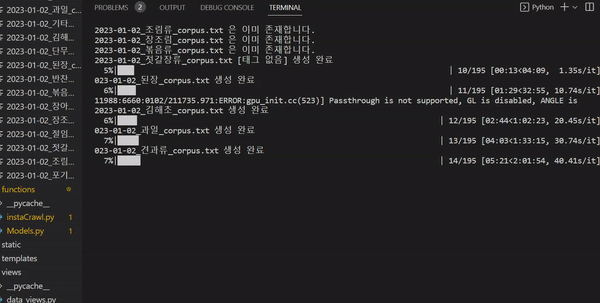 2023-01-02_과일_c...
2023-01-02_기타...
2023-01-02_김해...
2023-01-02_단무...
2023-01-02_된장_c...
2023-01-02_반찬...
2023-01-02_볶음...
2023-01-02_장아...
2023-01-02_장조...
2023-01-02_절임...
2023-01-02_젓갈...
2023-01-02_조림...
2023-01-02_포기...
functions
__pycache__
instaCrawl.py 1
Models.py 1
static
templates
views
__pycache__
data_views.py
PROBLEMS 2 OUTPUT DEBUG CONSOLE TERMINAL Python
2023-01-02_조림류_corpus.txt 은 이미 존재합니다.
2023-01-02_장조림_corpus.txt 은 이미 존재합니다.
2023-01-02_볶음류_corpus.txt 은 이미 존재합니다.
2023-01-02_젓갈장류_corpus.txt [태그 없음] 생성 완료
5%| | 10/195 [00:13<04:09, 1.35s/it]
023-01-02_된장_corpus.txt 생성 완료
6%| | 11/195 [01:29<32:55, 10.74s/it]
11988:6660:0102/211735.971:ERROR:gpu_init.cc(523)] Passthrough is not supported, GL is disabled, ANGLE is
2023-01-02_김해조_corpus.txt 생성 완료
6%| | 12/195 [02:44<1:02:23, 20.45s
023-01-02_과일_corpus.txt 생성 완료
7%| | 13/195 [04:03<1:33:15, 30.74s/it]
023-01-02_견과류_corpus.txt 생성 완료
7%| | 14/195 [05:21<2:01:54, 40.41s/it]